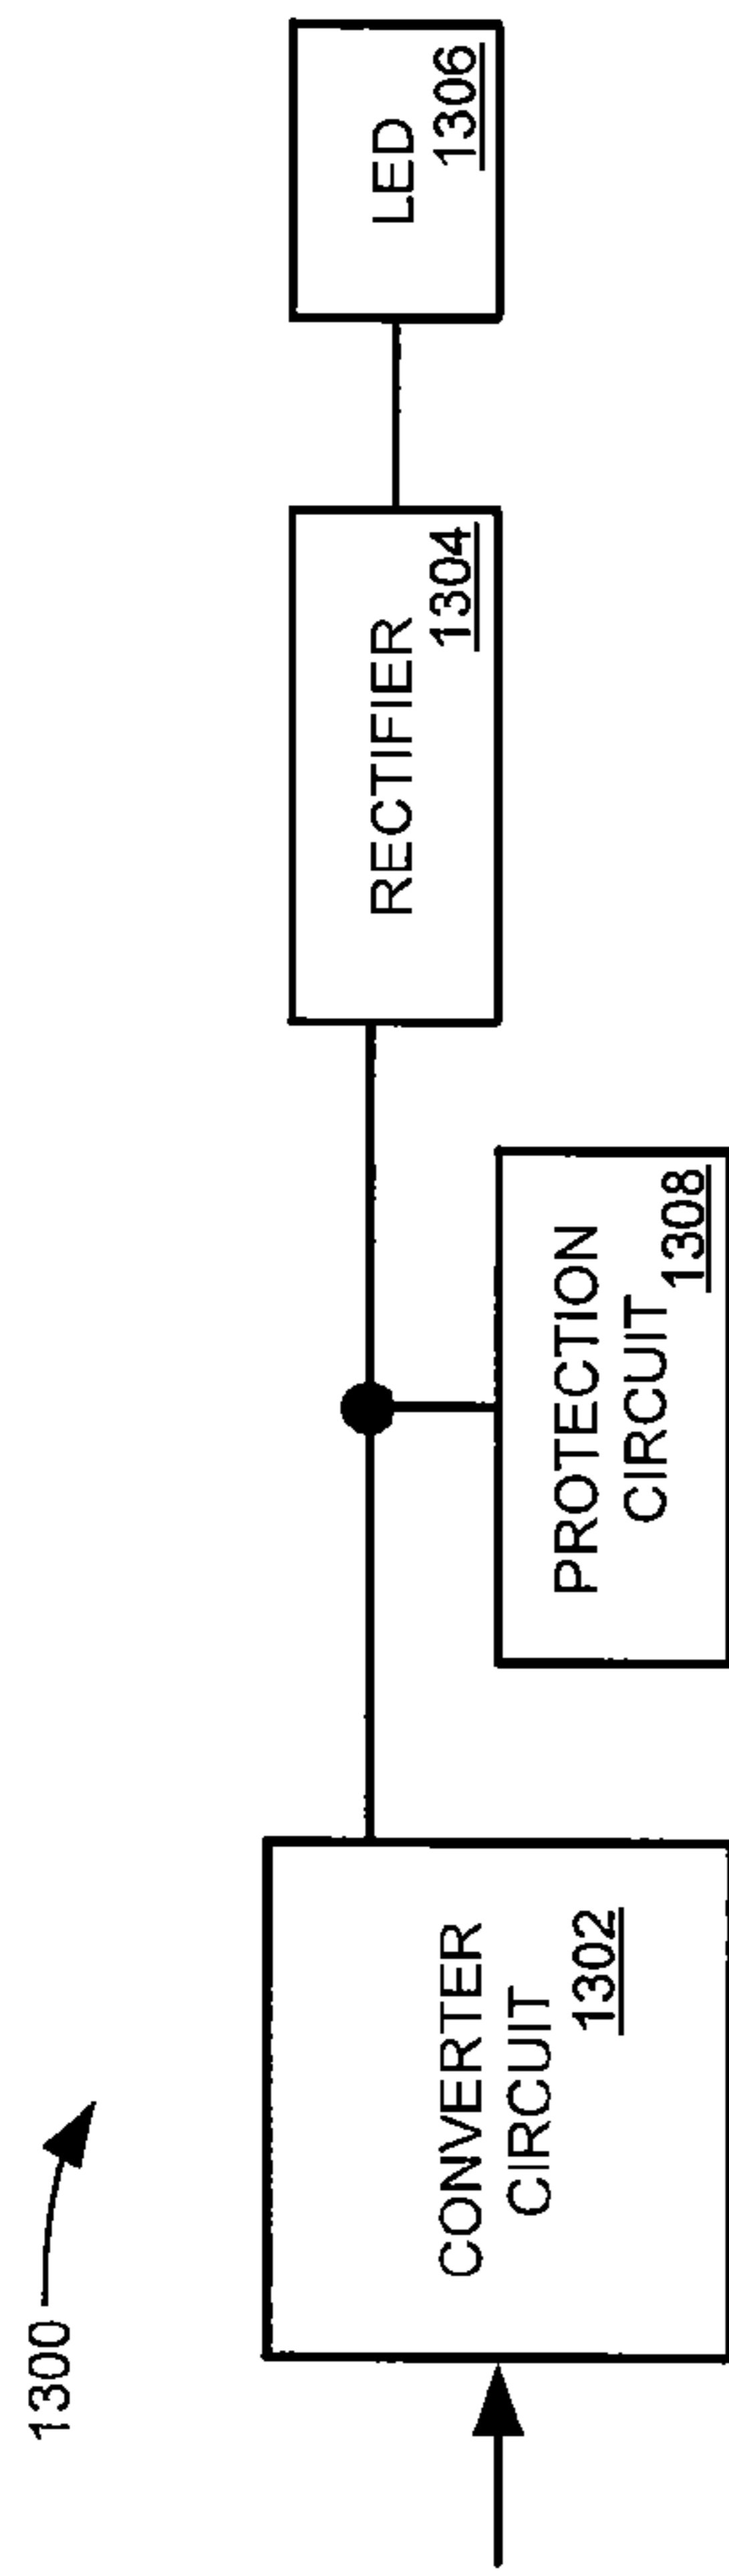 1300
CONVERTER
CIRCUIT
1302
PROTECTION
CIRCUIT
1308
RECTIFIER
1304
LED
1306